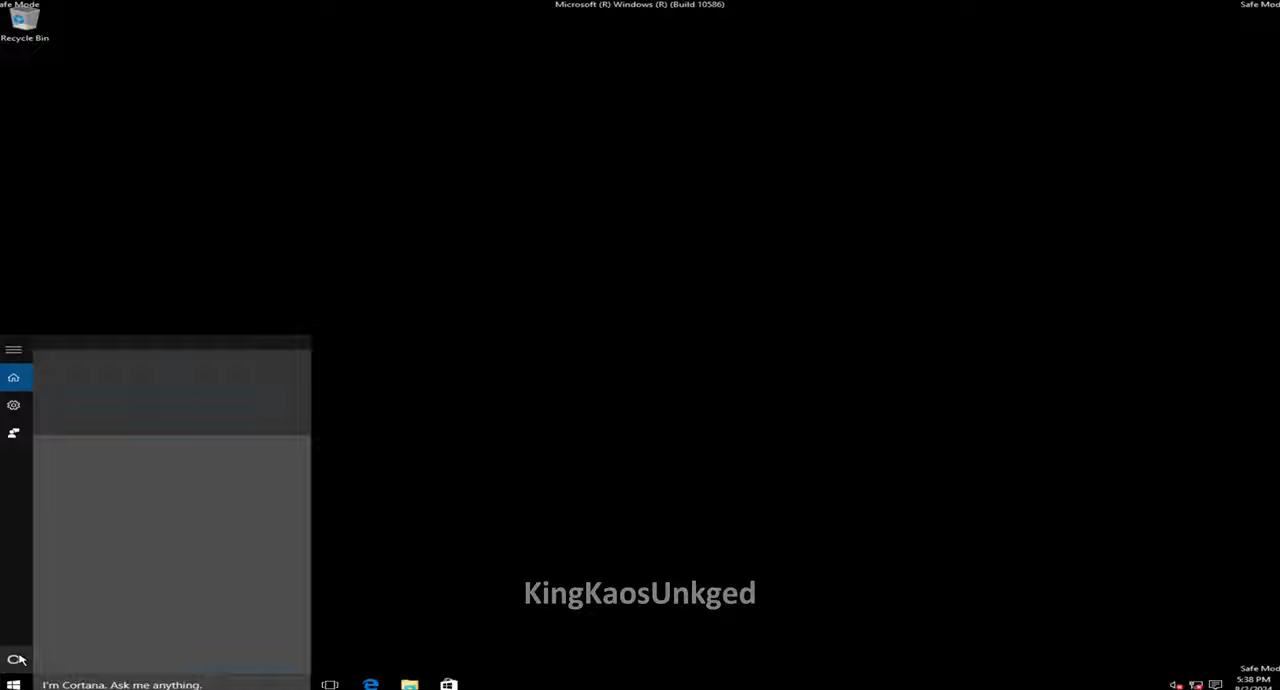 afe Mode
Microsoft (R) Windows (R) (Build 10586)
Safe Mod
Recycle Bin
KingKaosUnkged
Safe Mod
I'm Cortana. Ask me anything.
5:38 PM